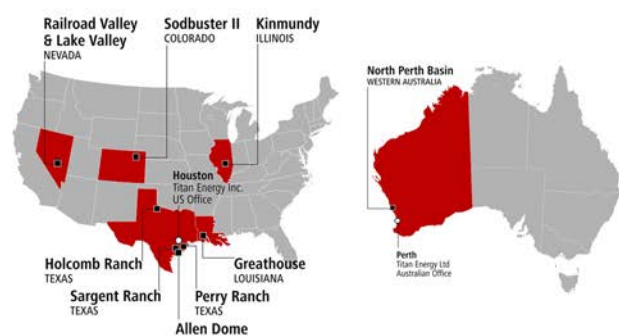 Railroad Valley
& Lake Valley
NEVADA
Sodbuster II
COLORADO
Kinmundy
ILLINOIS
North Perth Basin
WESTERN AUSTRALIA
Houston
Titan Energy Inc.
US Office
Holcomb Ranch
TEXAS
Sargent Ranch
TEXAS
Perry Ranch
TEXAS
Greathouse
LOUISIANA
Allen Dome
Perth
Titan Energy Ltd
Australian Office